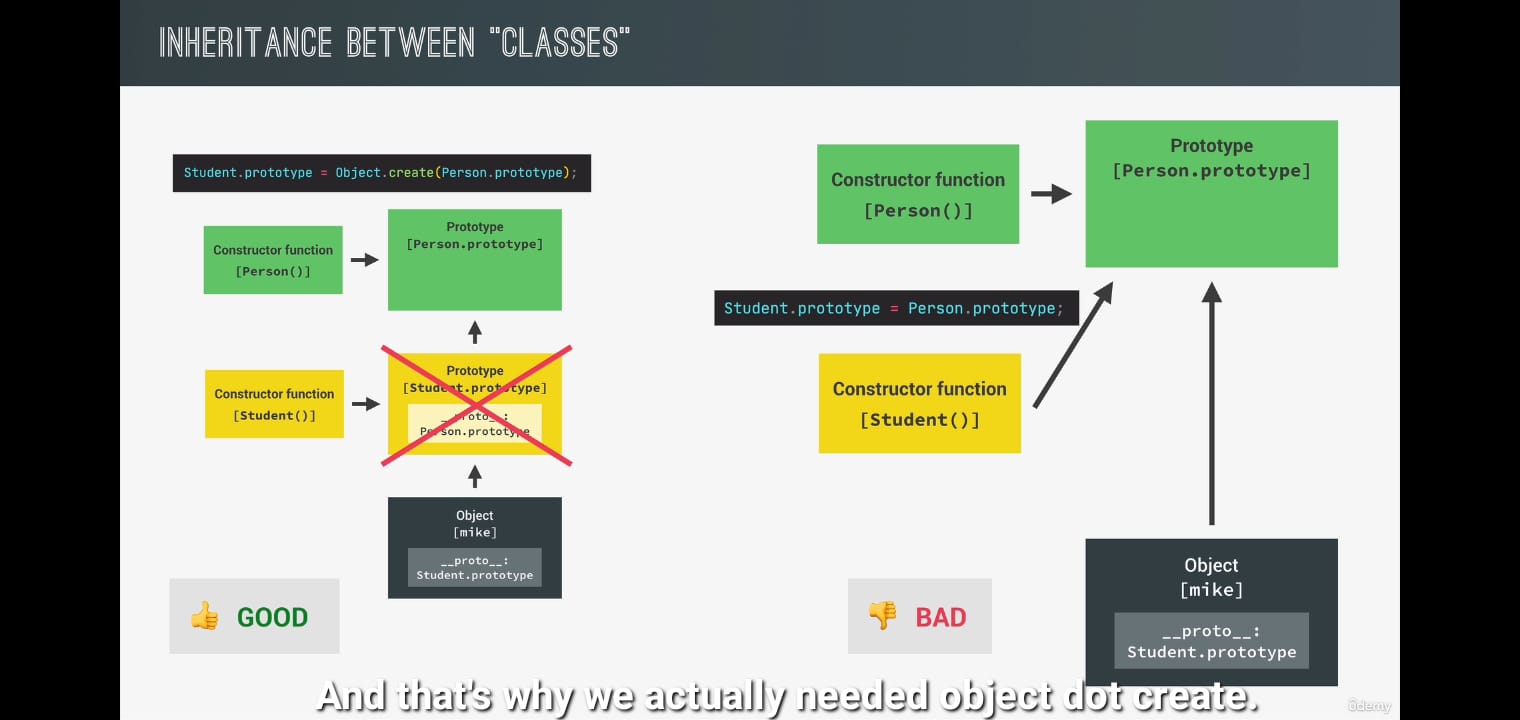 INHERITANCE BETWEEN "CLASSES"
Student.prototype = Object.create(Person.prototype);
Constructor function
[Person()]
Prototype
[Person.prototype]
Constructor function
[Student()]
Prototype
[Student.prototype]
__proto__:
Person.prototype
Object
[mike]
__proto__:
Student.prototype
👍 GOOD
Constructor function
[Person()]
Prototype
[Person.prototype]
Student.prototype = Person.prototype;
Constructor function
[Student()]
Object
[mike]
__proto__:
Student.prototype
👎 BAD
And that's why we actually needed object dot create.
ûdemy